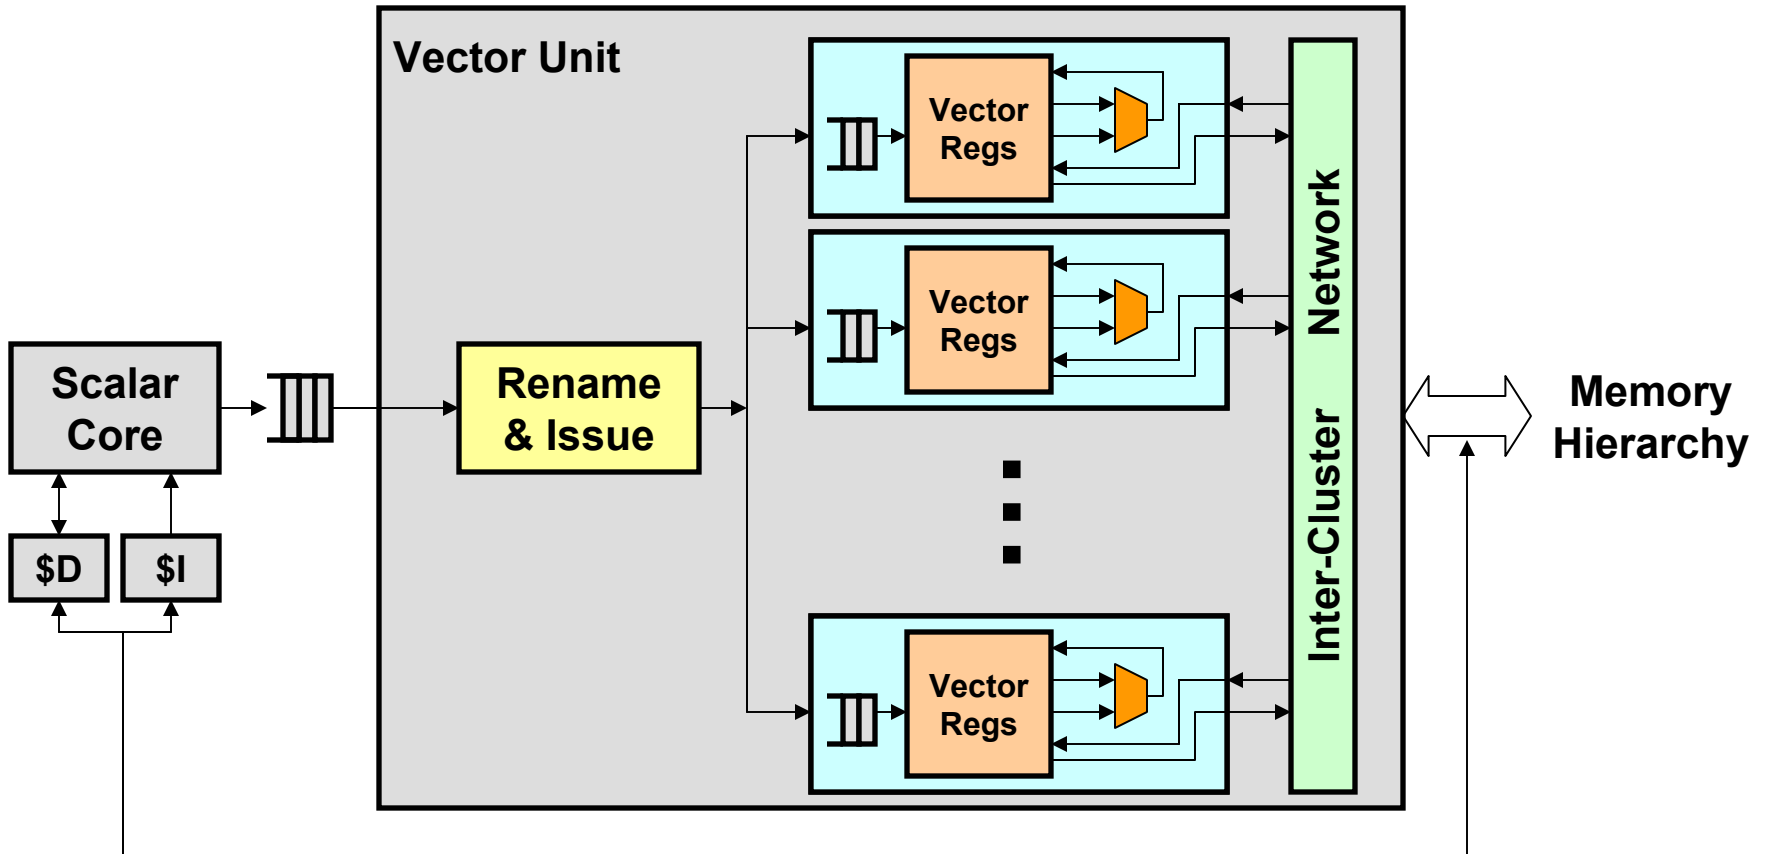 Vector Unit
Vector
Regs
Vector
Regs
Vector
Regs
Inter-Cluster Network
Rename
& Issue
Scalar
Core
$D
$I
Memory
Hierarchy